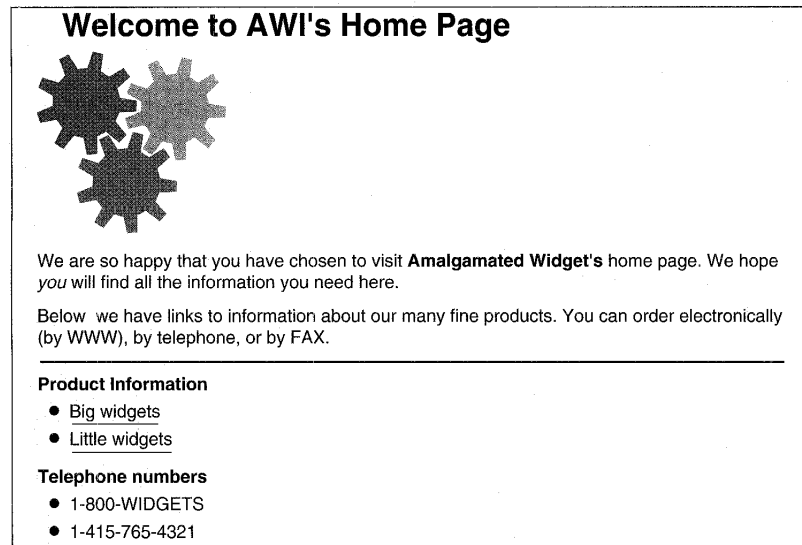 Welcome to AWI's Home Page
We are so happy that you have chosen to visit Amalgamated Widget's home page. We hope
you will find all the information you need here.
Below we have links to information about our many fine products. You can order electronically
(by WWW), by telephone, or by FAX.
Product Information
● Big widgets
● Little widgets
Telephone numbers
● 1-800-WIDGETS
● 1-415-765-4321